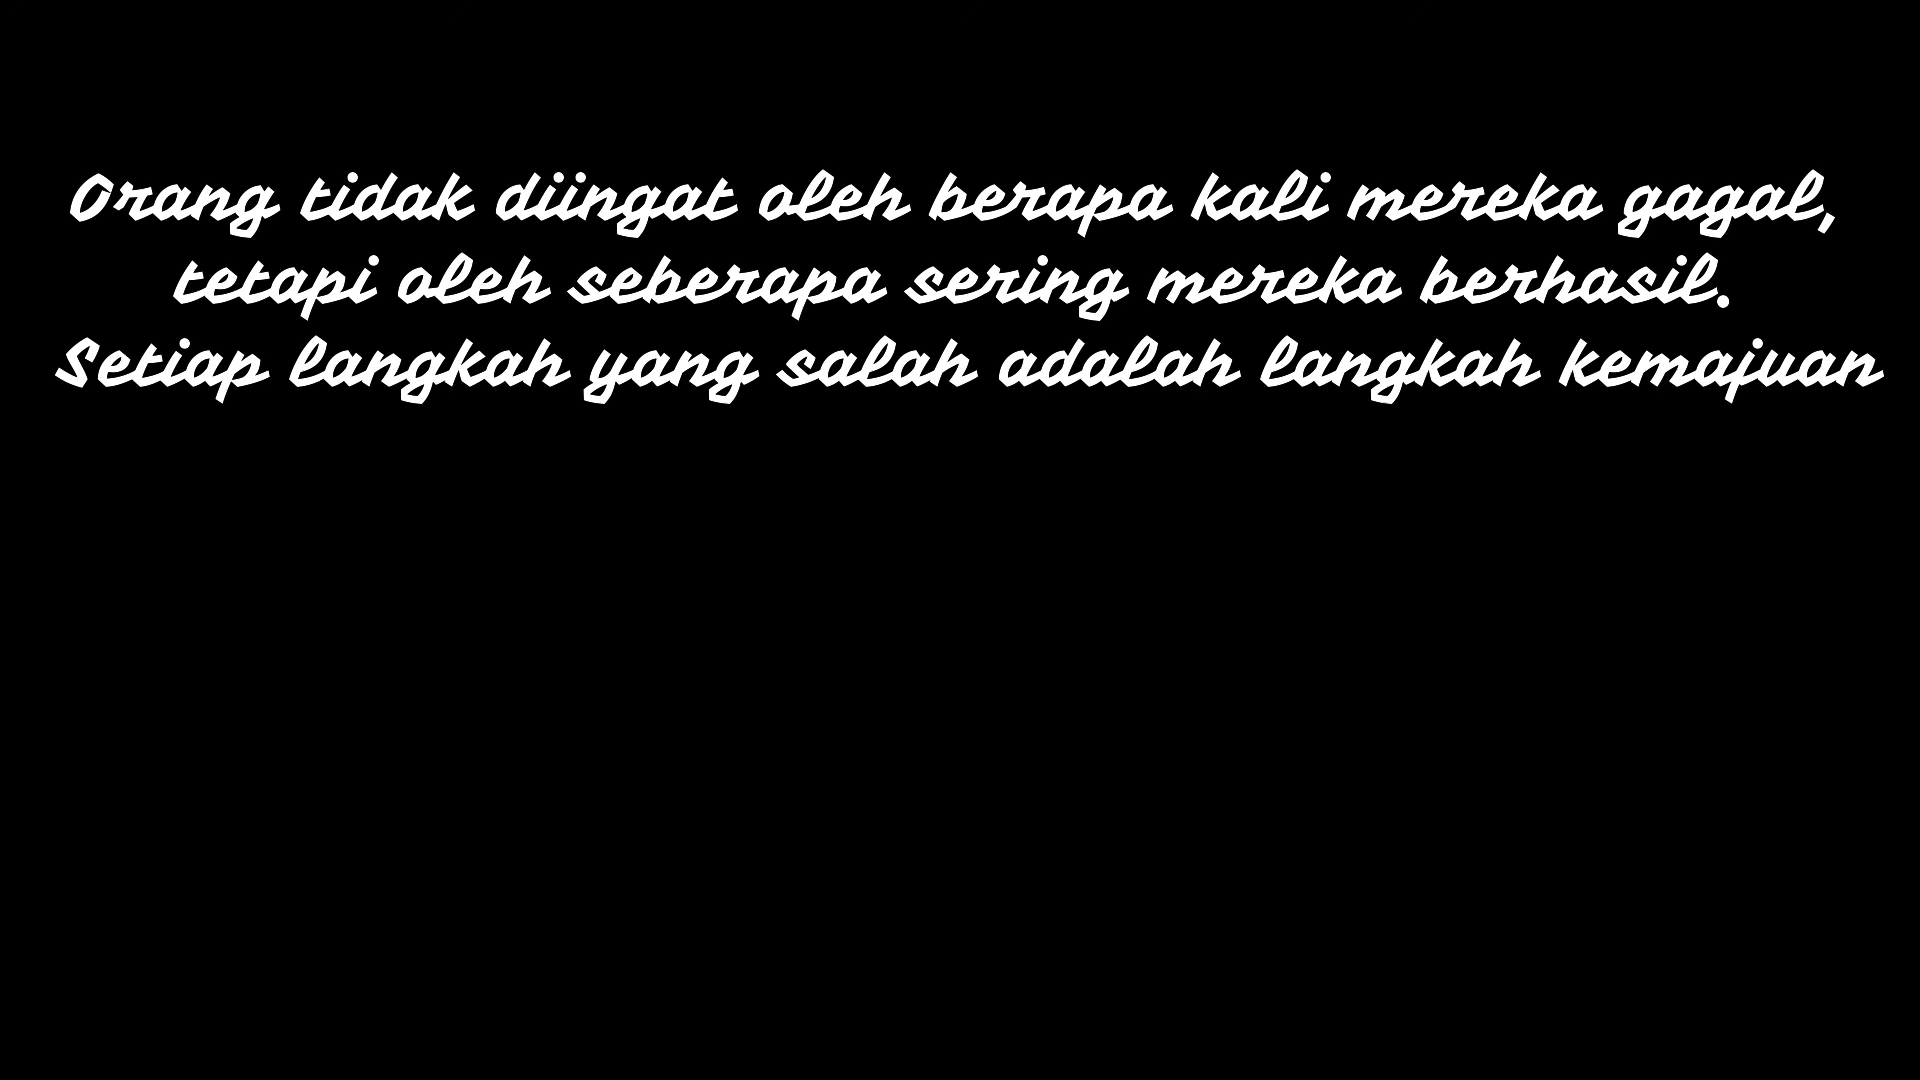 Orang tidak diingat oleh berapa kali mereka gagal,
tetapi oleh seberapa sering mereka berhasil.
Setiap langkah yang salah adalah langkah kemajuan